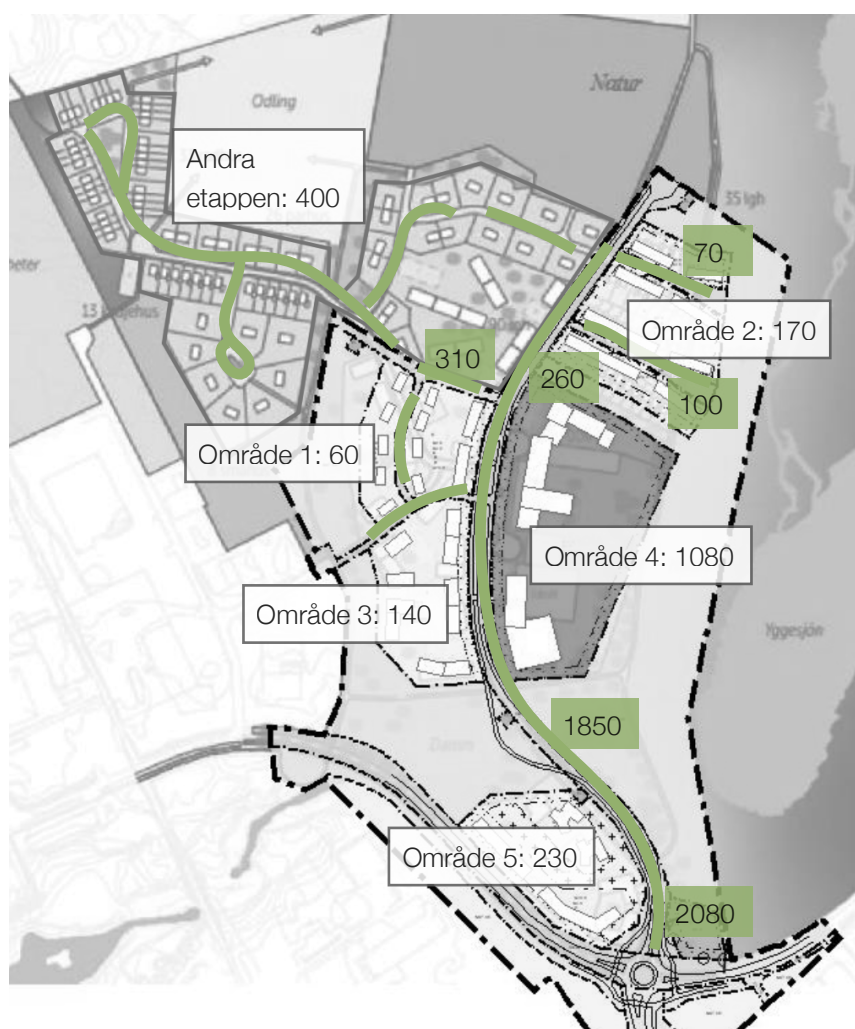 Natur
Odling
Andra
etappen: 400
35 lgh
70
Område 2: 170
310
260
100
Område 1: 60
Område 4: 1080
Område 3: 140
Yggesjön
1850
Område 5: 230
2080